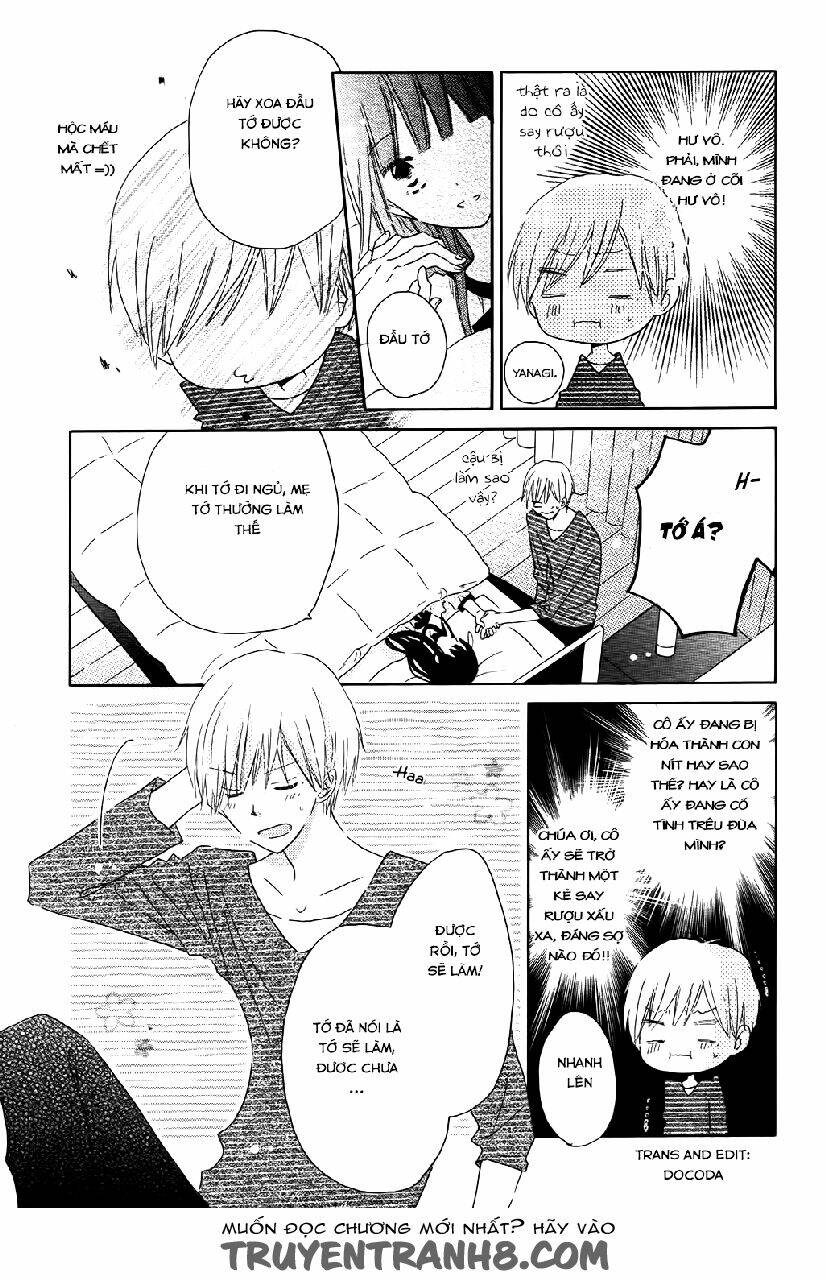 thật ra là
do cô ấy
say rượu
thôi
HƯ VÔ.
PHẢI, MÌNH
ĐANG Ở CÕI
HƯ VÔ!
YANAGI.
ĐẦU TỚ
HÃY XOA ĐẦU
TỚ ĐƯỢC
KHÔNG?
HỘC MÁU
MÀ CHẾT
MẤT =))
H-
TỚ Á?
cậu bị
làm sao
vậy?
KHI TỚ ĐI NGỦ, MẸ
TỚ THƯỜNG LÀM
THẾ
CÔ ẤY ĐANG BỊ
HÓA THÀNH CON
NÍT HAY SAO
THẾ? HAY LÀ CÔ
ẤY ĐANG CỐ
TÌNH TRÊU ĐÙA
MÌNH?
CHÚA ƠI, CÔ
ẤY SẼ TRỞ
THÀNH MỘT
KẺ SAY
RƯỢU XẤU
XA, ĐÁNG SỢ
NÀO ĐÓ!!
NHANH
LÊN
Haa
ĐƯỢC
RỒI, TỚ
SẼ LÀM!
TỚ ĐÃ NÓI LÀ
TỚ SẼ LÀM,
ĐƯỢC CHƯA
...
TRANS AND EDIT:
DOCODA
MUỐN ĐỌC CHƯƠNG MỚI NHẤT? HÃY VÀO
TRUYENTRANH8.COM